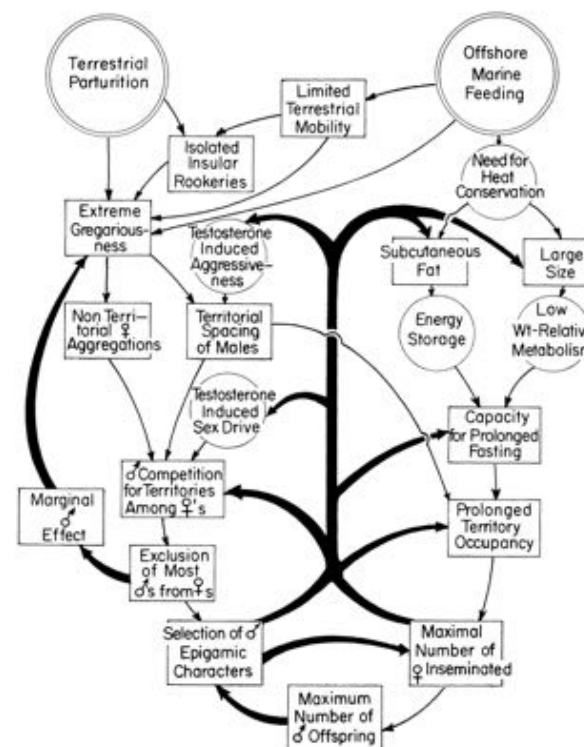 Terrestrial
Parturition
Offshore
Marine
Feeding
Limited
Terrestrial
Mobility
Isolated
Insular
Rookeries
Need for
Heat
Conservation
Extreme
Gregarious-
ness
Testosterone
Induced
Aggressive-
ness
Subcutaneous
Fat
Large
Size
Non Terri-
torial ♀
Aggregations
Territorial
Spacing
of Males
Energy
Storage
Low
Wt-Relative
Metabolism
Testosterone
Induced
Sex Drive
Capacity
for Prolonged
Fasting
♂ Competition
for Territories
Among ♀'s
Marginal
♂
Effect
Prolonged
Territory
Occupancy
Exclusion
of Most
♂'s from ♀s
Selection of ♂
Epigamic
Characters
Maximal
Number of
♀ Inseminated
Maximum
Number of
♂ Offspring